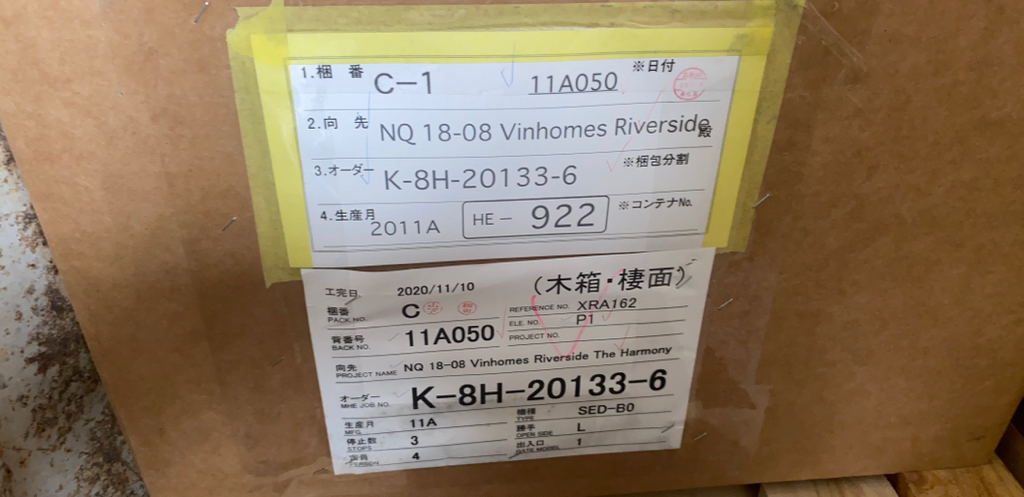 1.梱 番 C-1 11A050 ※日付
2.向 先 NQ 18-08 Vinhomes Riverside 殿
3.オーダー K-8H-20133-6 ※梱包分割
4.生産月 2011A HE- 922 ※コンテナNo.
工完日 2020/11/10 (木箱・棲面)
梱番 PACK NO. C REFERENCE NO. XRA162
ELE. NO. P1
背番号 BACK NO. 11A050 PROJECT NO.
向先 PROJECT NAME NQ 18-08 Vinhomes Riverside The Harmony
オーダー MHE JOB NO. K-8H-20133-6
生産月 MFG 11A 機種 TYPE SED-B0
停止数 STOPS 3 勝手 OPEN SIDE L
定員 PERSON 4 出入口 1